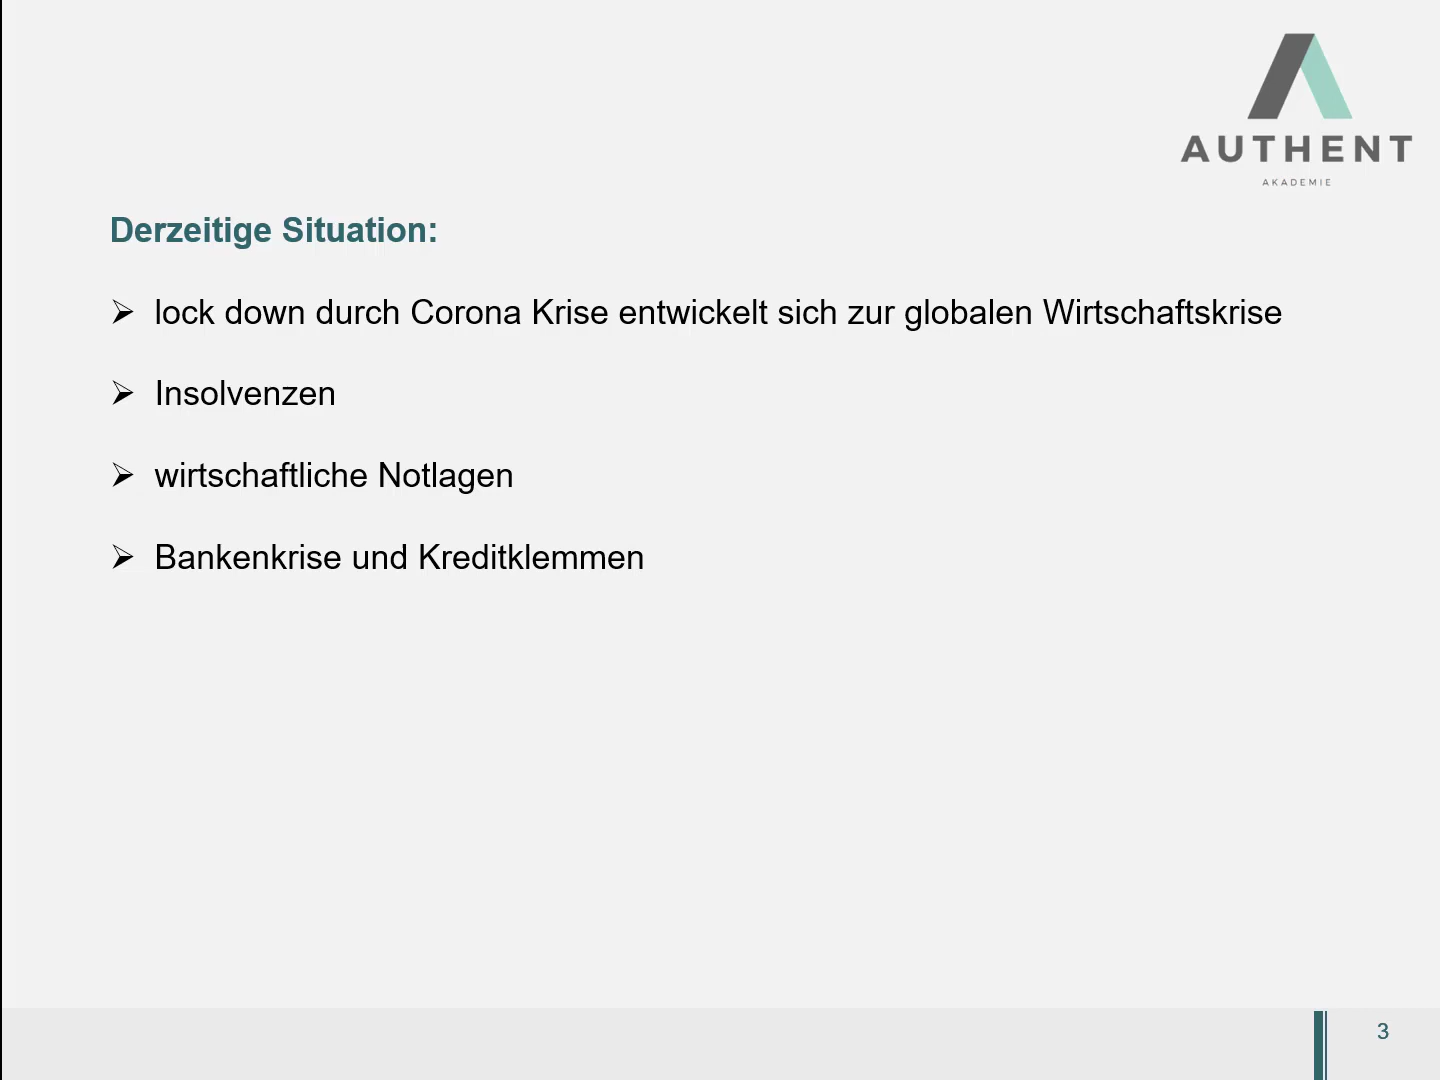 AUTHENT
AKADEMIE
Derzeitige Situation:
➢ lock down durch Corona Krise entwickelt sich zur globalen Wirtschaftskrise
➢ Insolvenzen
➢ wirtschaftliche Notlagen
➢ Bankenkrise und Kreditklemmen
3